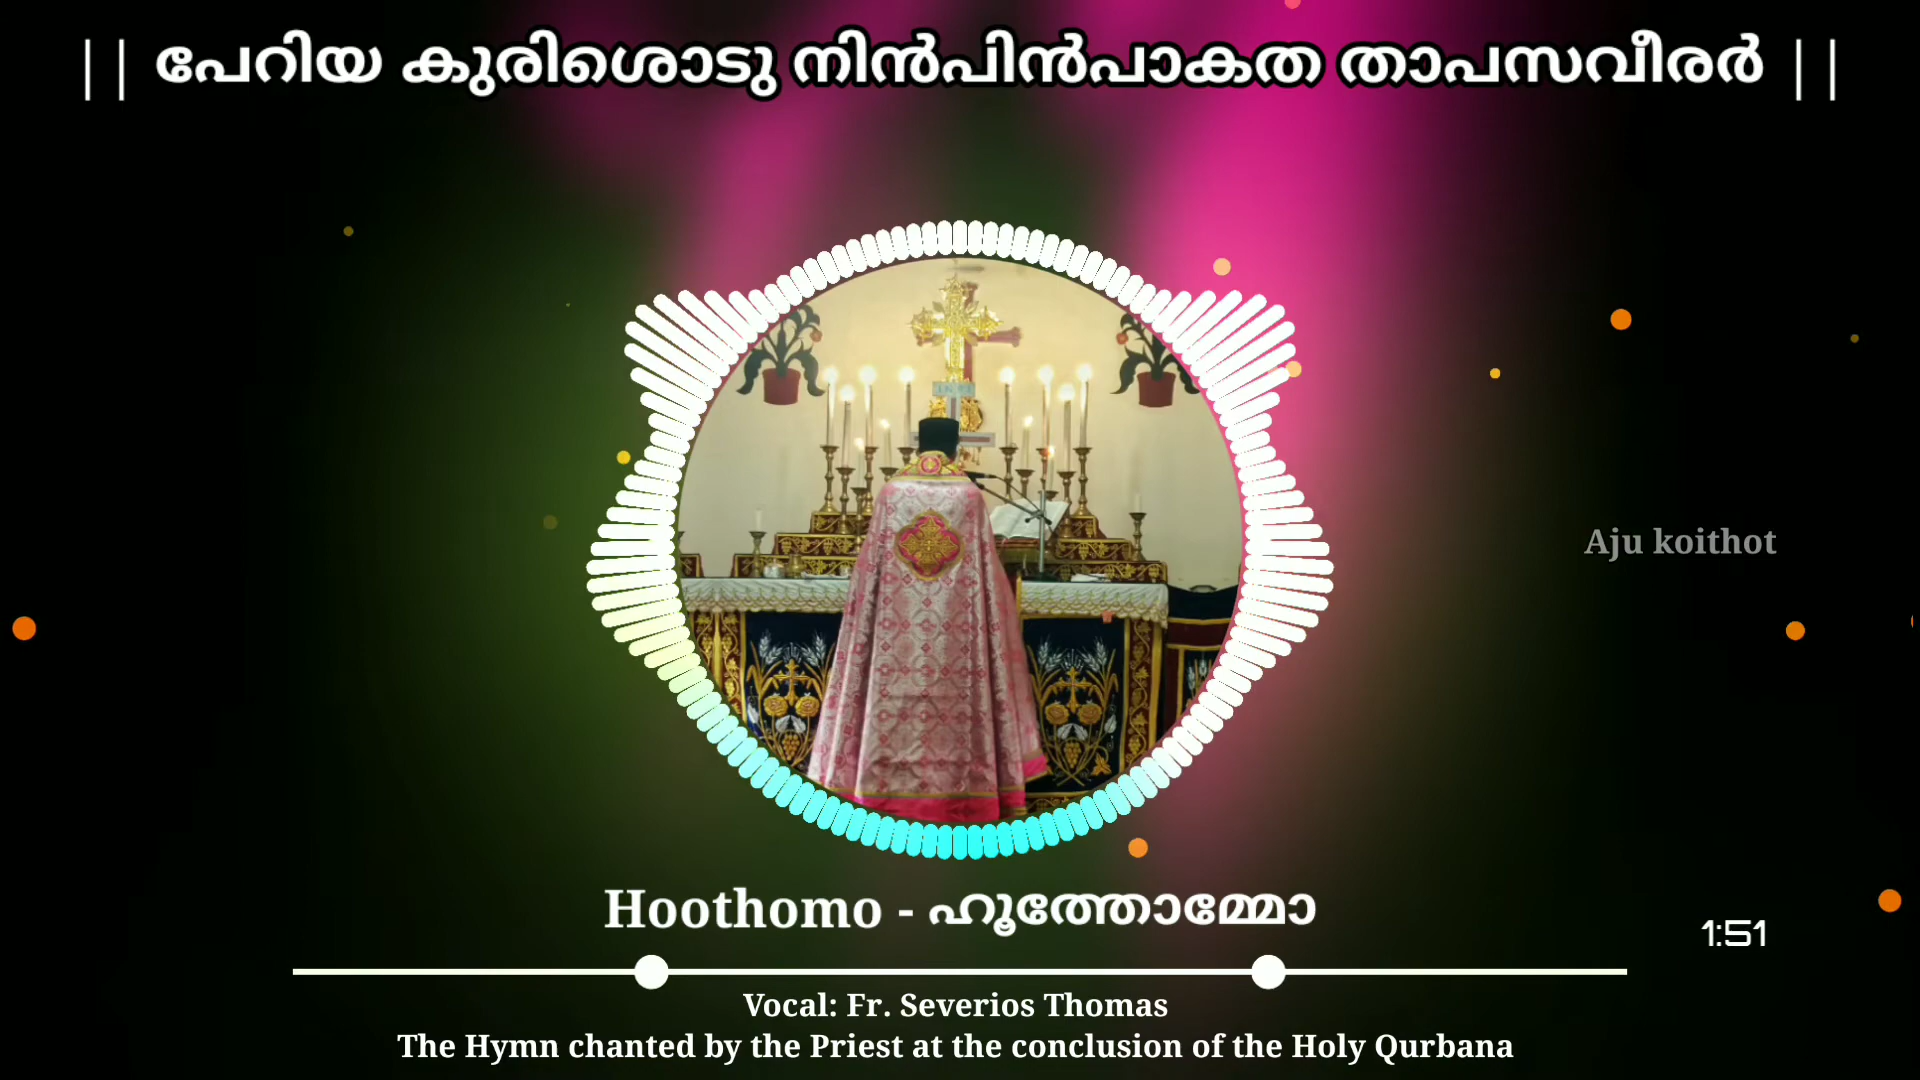 || പേറിയ കുരിശൊടു നിൻപിൻപാകത താപസവീരർ ||
Aju koithot
Hoothomo - ഹൂത്തോമ്മോ
1:51
Vocal: Fr. Severios Thomas
The Hymn chanted by the Priest at the conclusion of the Holy Qurbana